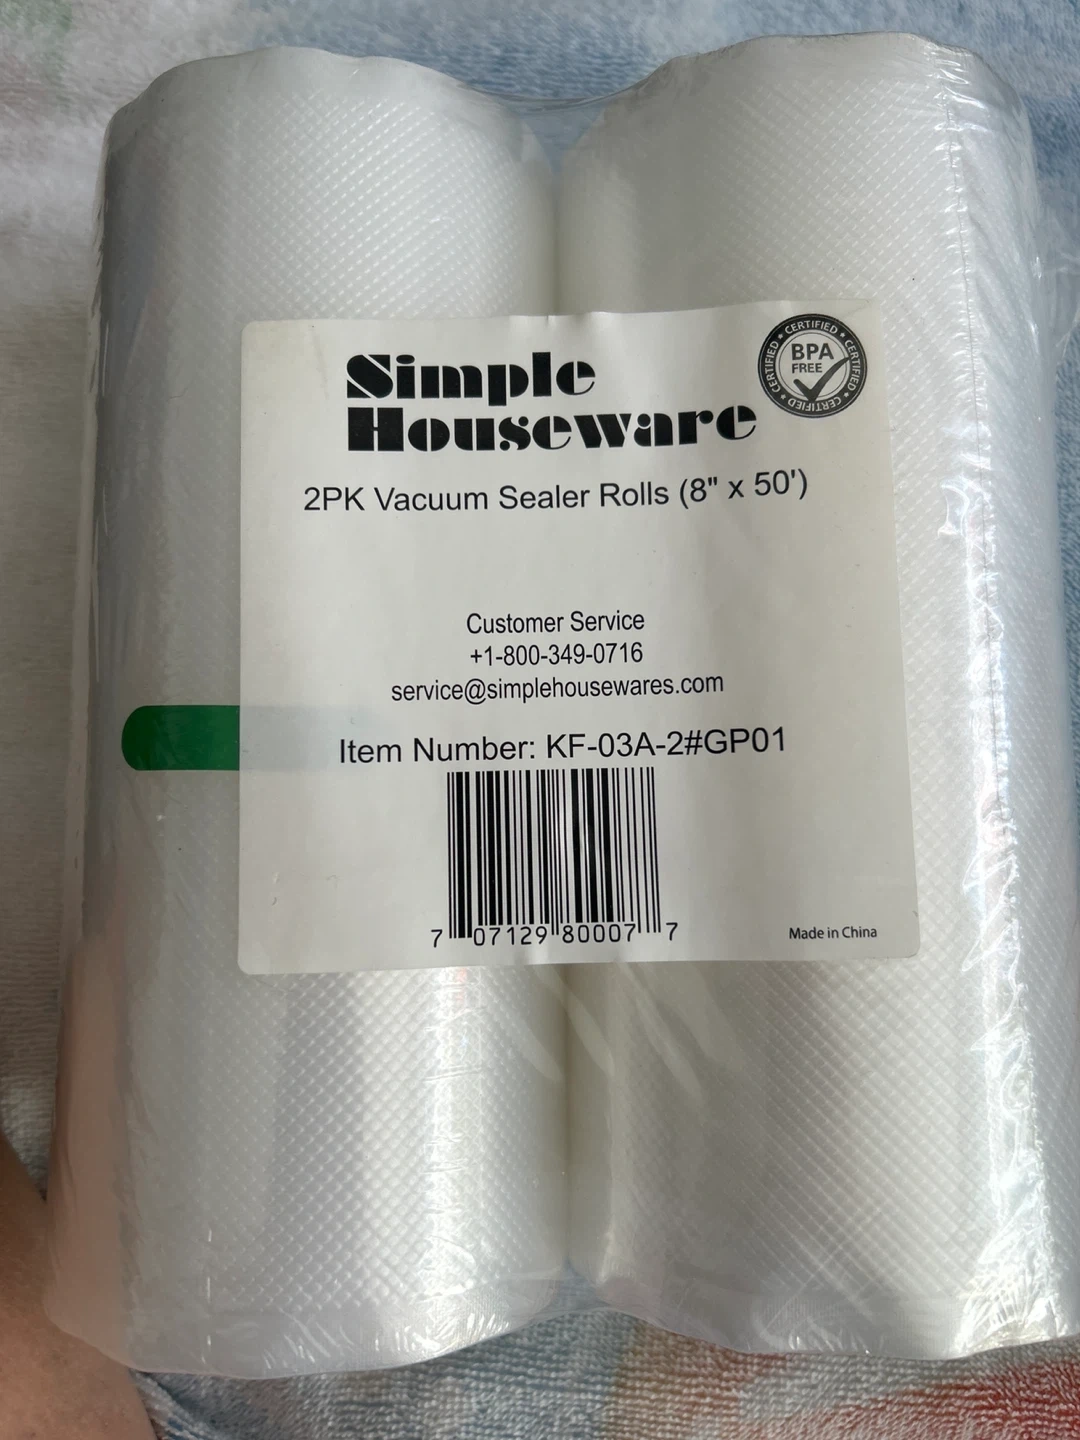 Simple
Houseware
CERTIFIED ★ CERTIFIED ★ CERTIFIED ★ CERTIFIED ★
BPA
FREE
2PK Vacuum Sealer Rolls (8" x 50')
Customer Service
+1-800-349-0716
service@simplehousewares.com
Item Number: KF-03A-2#GP01
7 07129 80007 7
Made in China